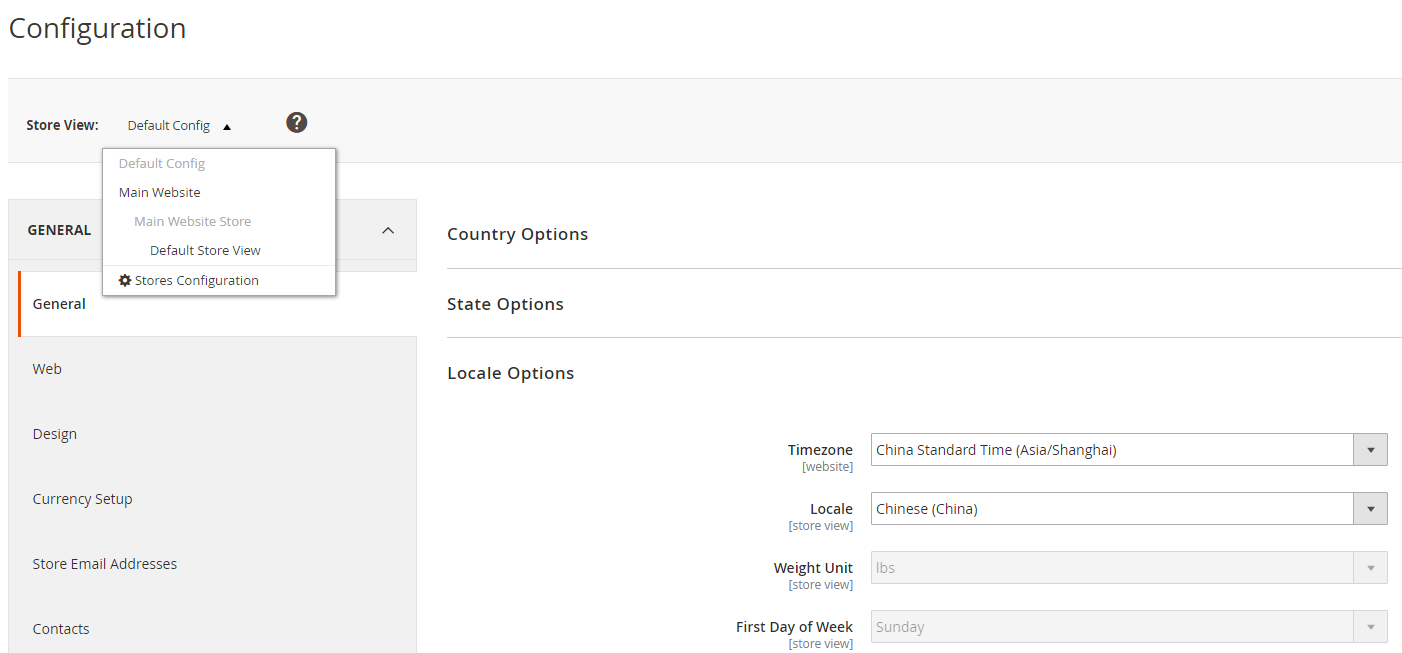 Configuration
Store View: Default Config
Default Config
Main Website
Main Website Store
Default Store View
Stores Configuration
GENERAL
General
Web
Design
Currency Setup
Store Email Addresses
Contacts
Country Options
State Options
Locale Options
Timezone China Standard Time (Asia/Shanghai)
[website]
Locale Chinese (China)
[store view]
Weight Unit lbs
[store view]
First Day of Week Sunday
[store view]